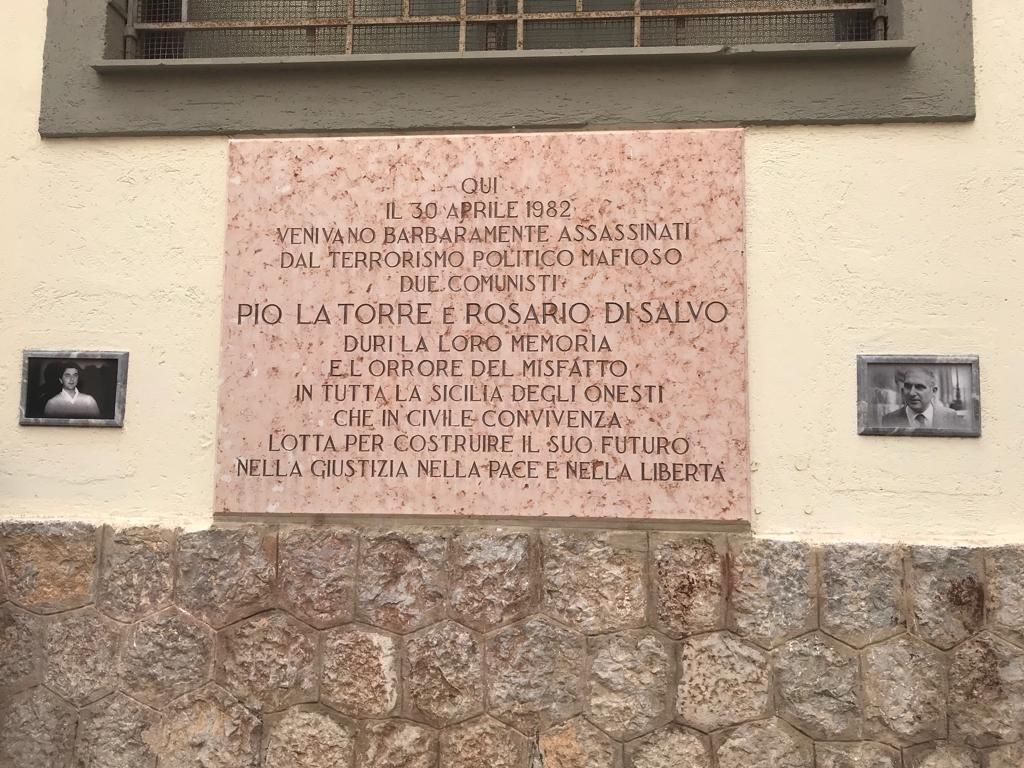 QUI
IL 30 APRILE 1982
VENIVANO BARBARAMENTE ASSASSINATI
DAL TERRORISMO POLITICO MAFIOSO
DUE COMUNISTI
PIO LA TORRE E ROSARIO DI SALVO
DURI LA LORO MEMORIA
E L'ORRORE DEL MISFATTO
IN TUTTA LA SICILIA DEGLI ONESTI
CHE IN CIVILE CONVIVENZA
LOTTA PER COSTRUIRE IL SUO FUTURO
NELLA GIUSTIZIA NELLA PACE E NELLA LIBERTÀ